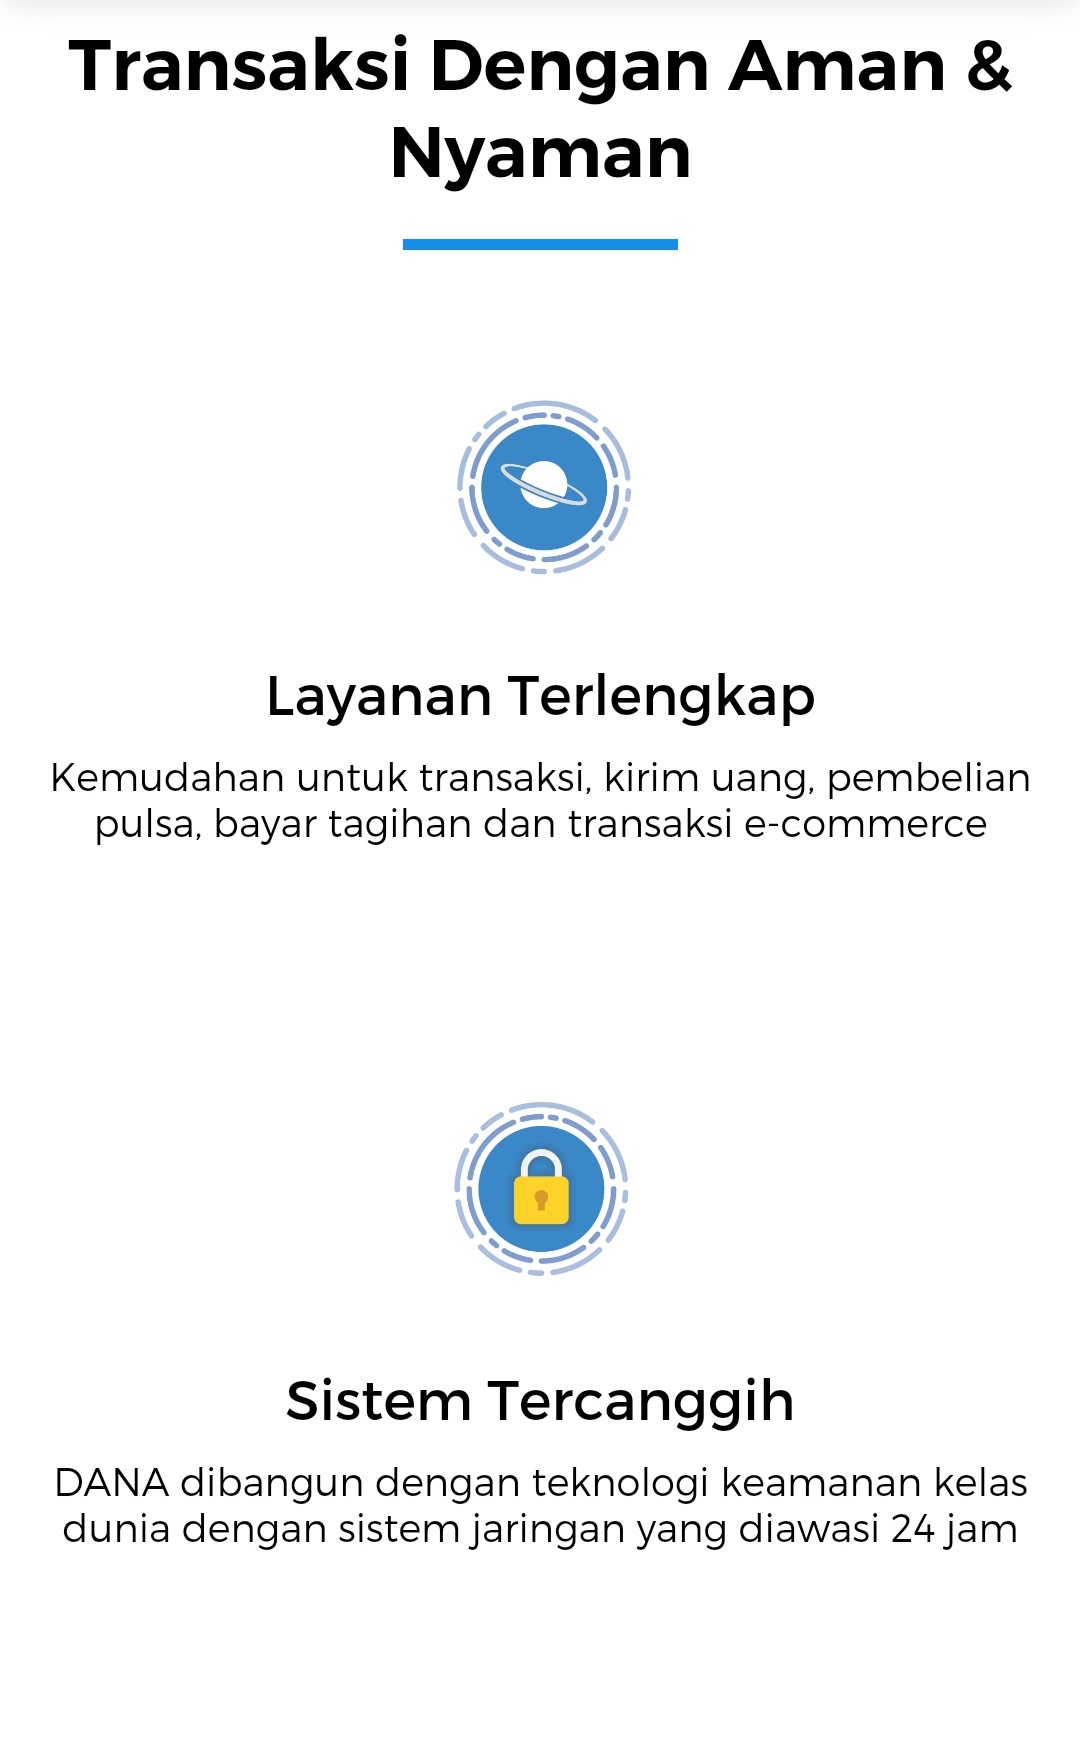 Transaksi Dengan Aman &
Nyaman
Layanan Terlengkap
Kemudahan untuk transaksi, kirim uang, pembelian
pulsa, bayar tagihan dan transaksi e-commerce
Sistem Tercanggih
DANA dibangun dengan teknologi keamanan kelas
dunia dengan sistem jaringan yang diawasi 24 jam